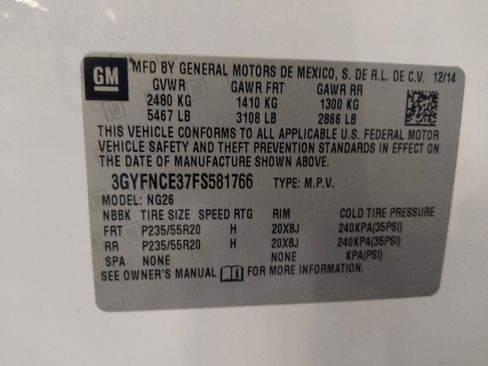 GM
MFD BY GENERAL MOTORS DE MEXICO, S. DE R.L. DE C.V. 12/14
GVWR GAWR FRT GAWR RR
2480 KG 1410 KG 1300 KG
5467 LB 3108 LB 2866 LB
THIS VEHICLE CONFORMS TO ALL APPLICABLE U.S. FEDERAL MOTOR
VEHICLE SAFETY AND THEFT PREVENTION STANDARDS IN EFFECT ON THE
DATE OF MANUFACTURE SHOWN ABOVE.
3GYFNCE37FS581766 TYPE: M.P.V.
MODEL: NG26
NBBK TIRE SIZE SPEED RTG RIM COLD TIRE PRESSURE
FRT P235/55R20 H 20X8J 240KPA(35PSI)
RR P235/55R20 H 20X8J 240KPA(35PSI)
SPA NONE NONE KPA(PSI)
SEE OWNER'S MANUAL FOR MORE INFORMATION.